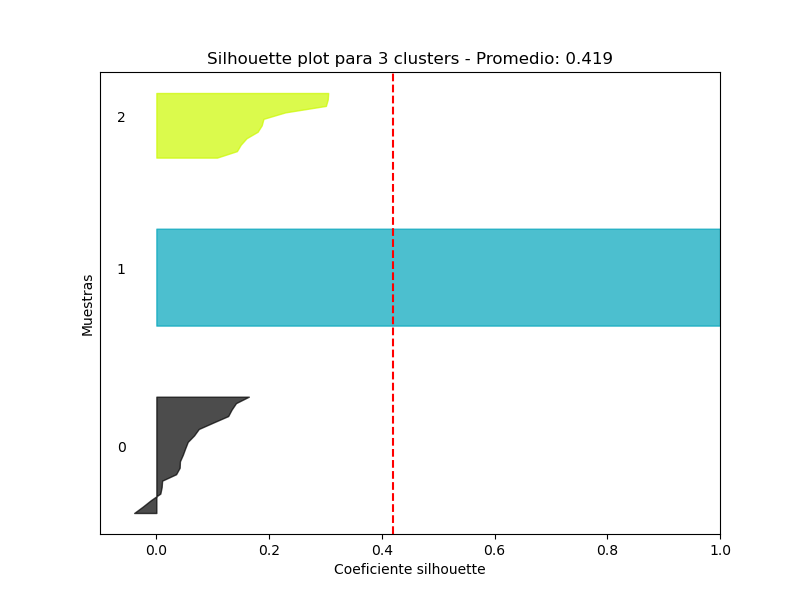 Silhouette plot para 3 clusters - Promedio: 0.419
2
1
0
Muestras
0.0 0.2 0.4 0.6 0.8 1.0
Coeficiente silhouette